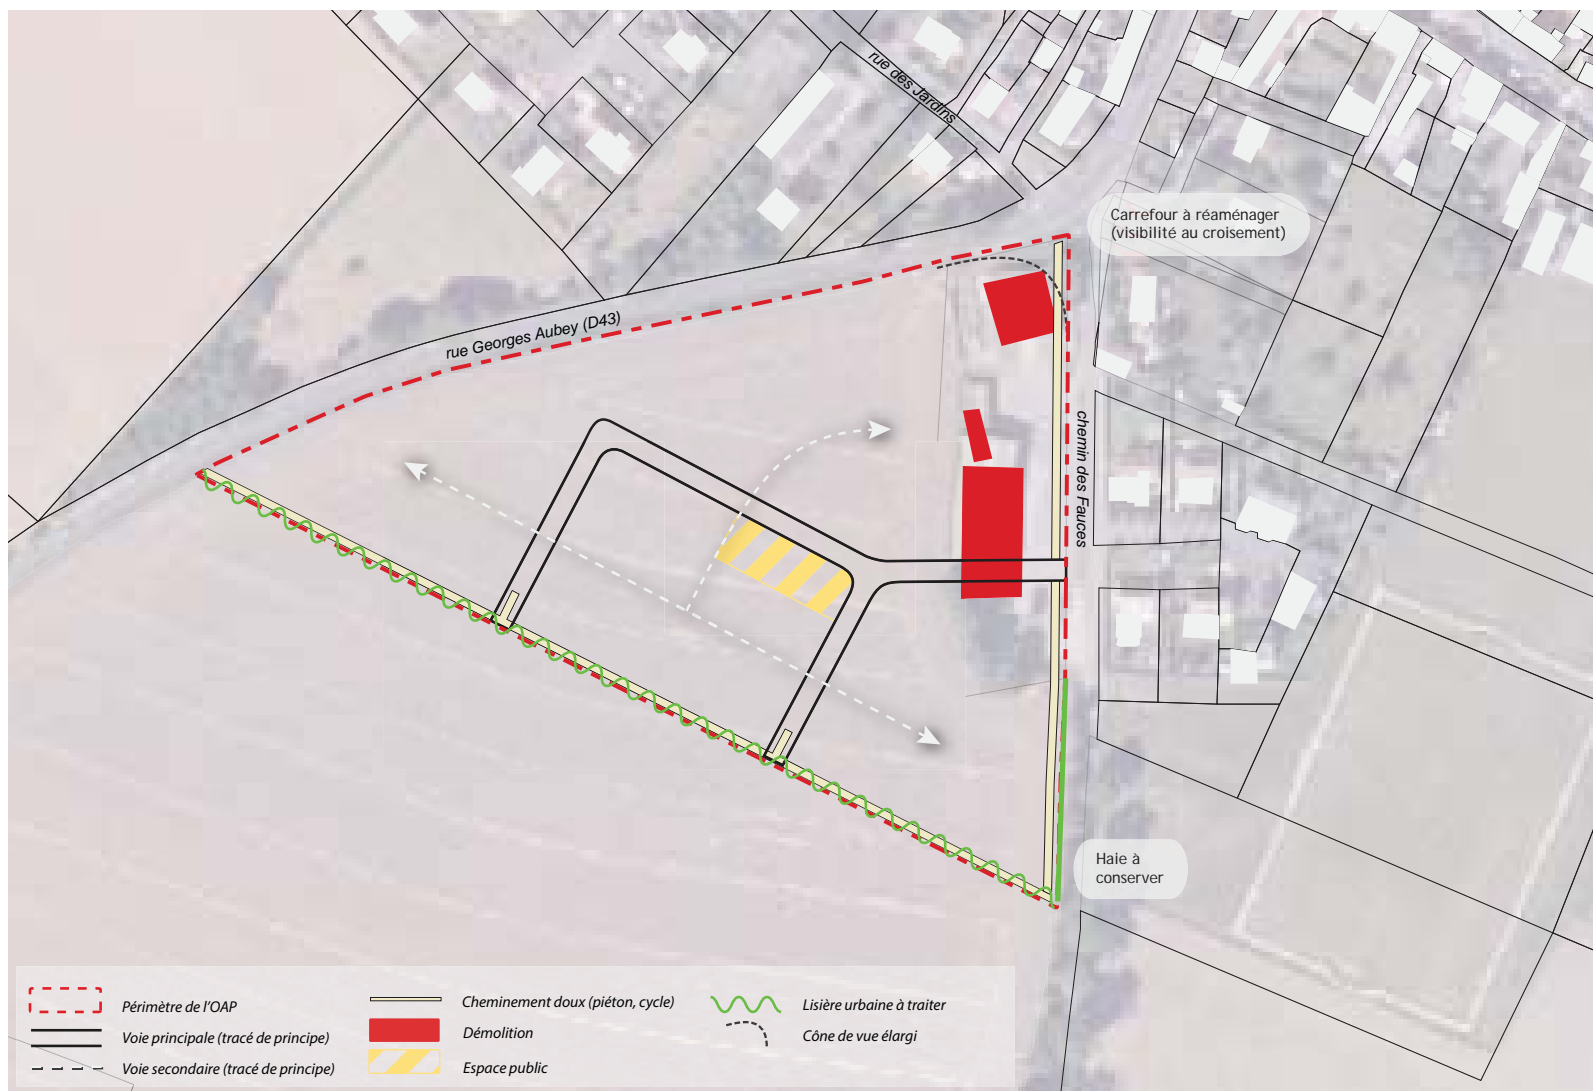 rue des Jardins
Carrefour à réaménager
(visibilité au croisement)
rue Georges Aubey (D43)
chemin des Fauces
Haie à
conserver
Périmètre de l'OAP
Voie principale (tracé de principe)
Voie secondaire (tracé de principe)
Cheminement doux (piéton, cycle)
Démolition
Espace public
Lisière urbaine à traiter
Cône de vue élargi